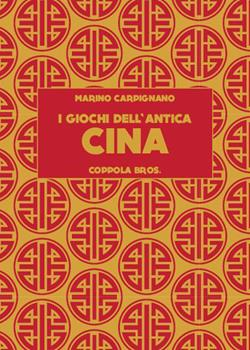 MARINO CARPIGNANO
I GIOCHI DELL`ANTICA
CINA
COPPOLA BROS.